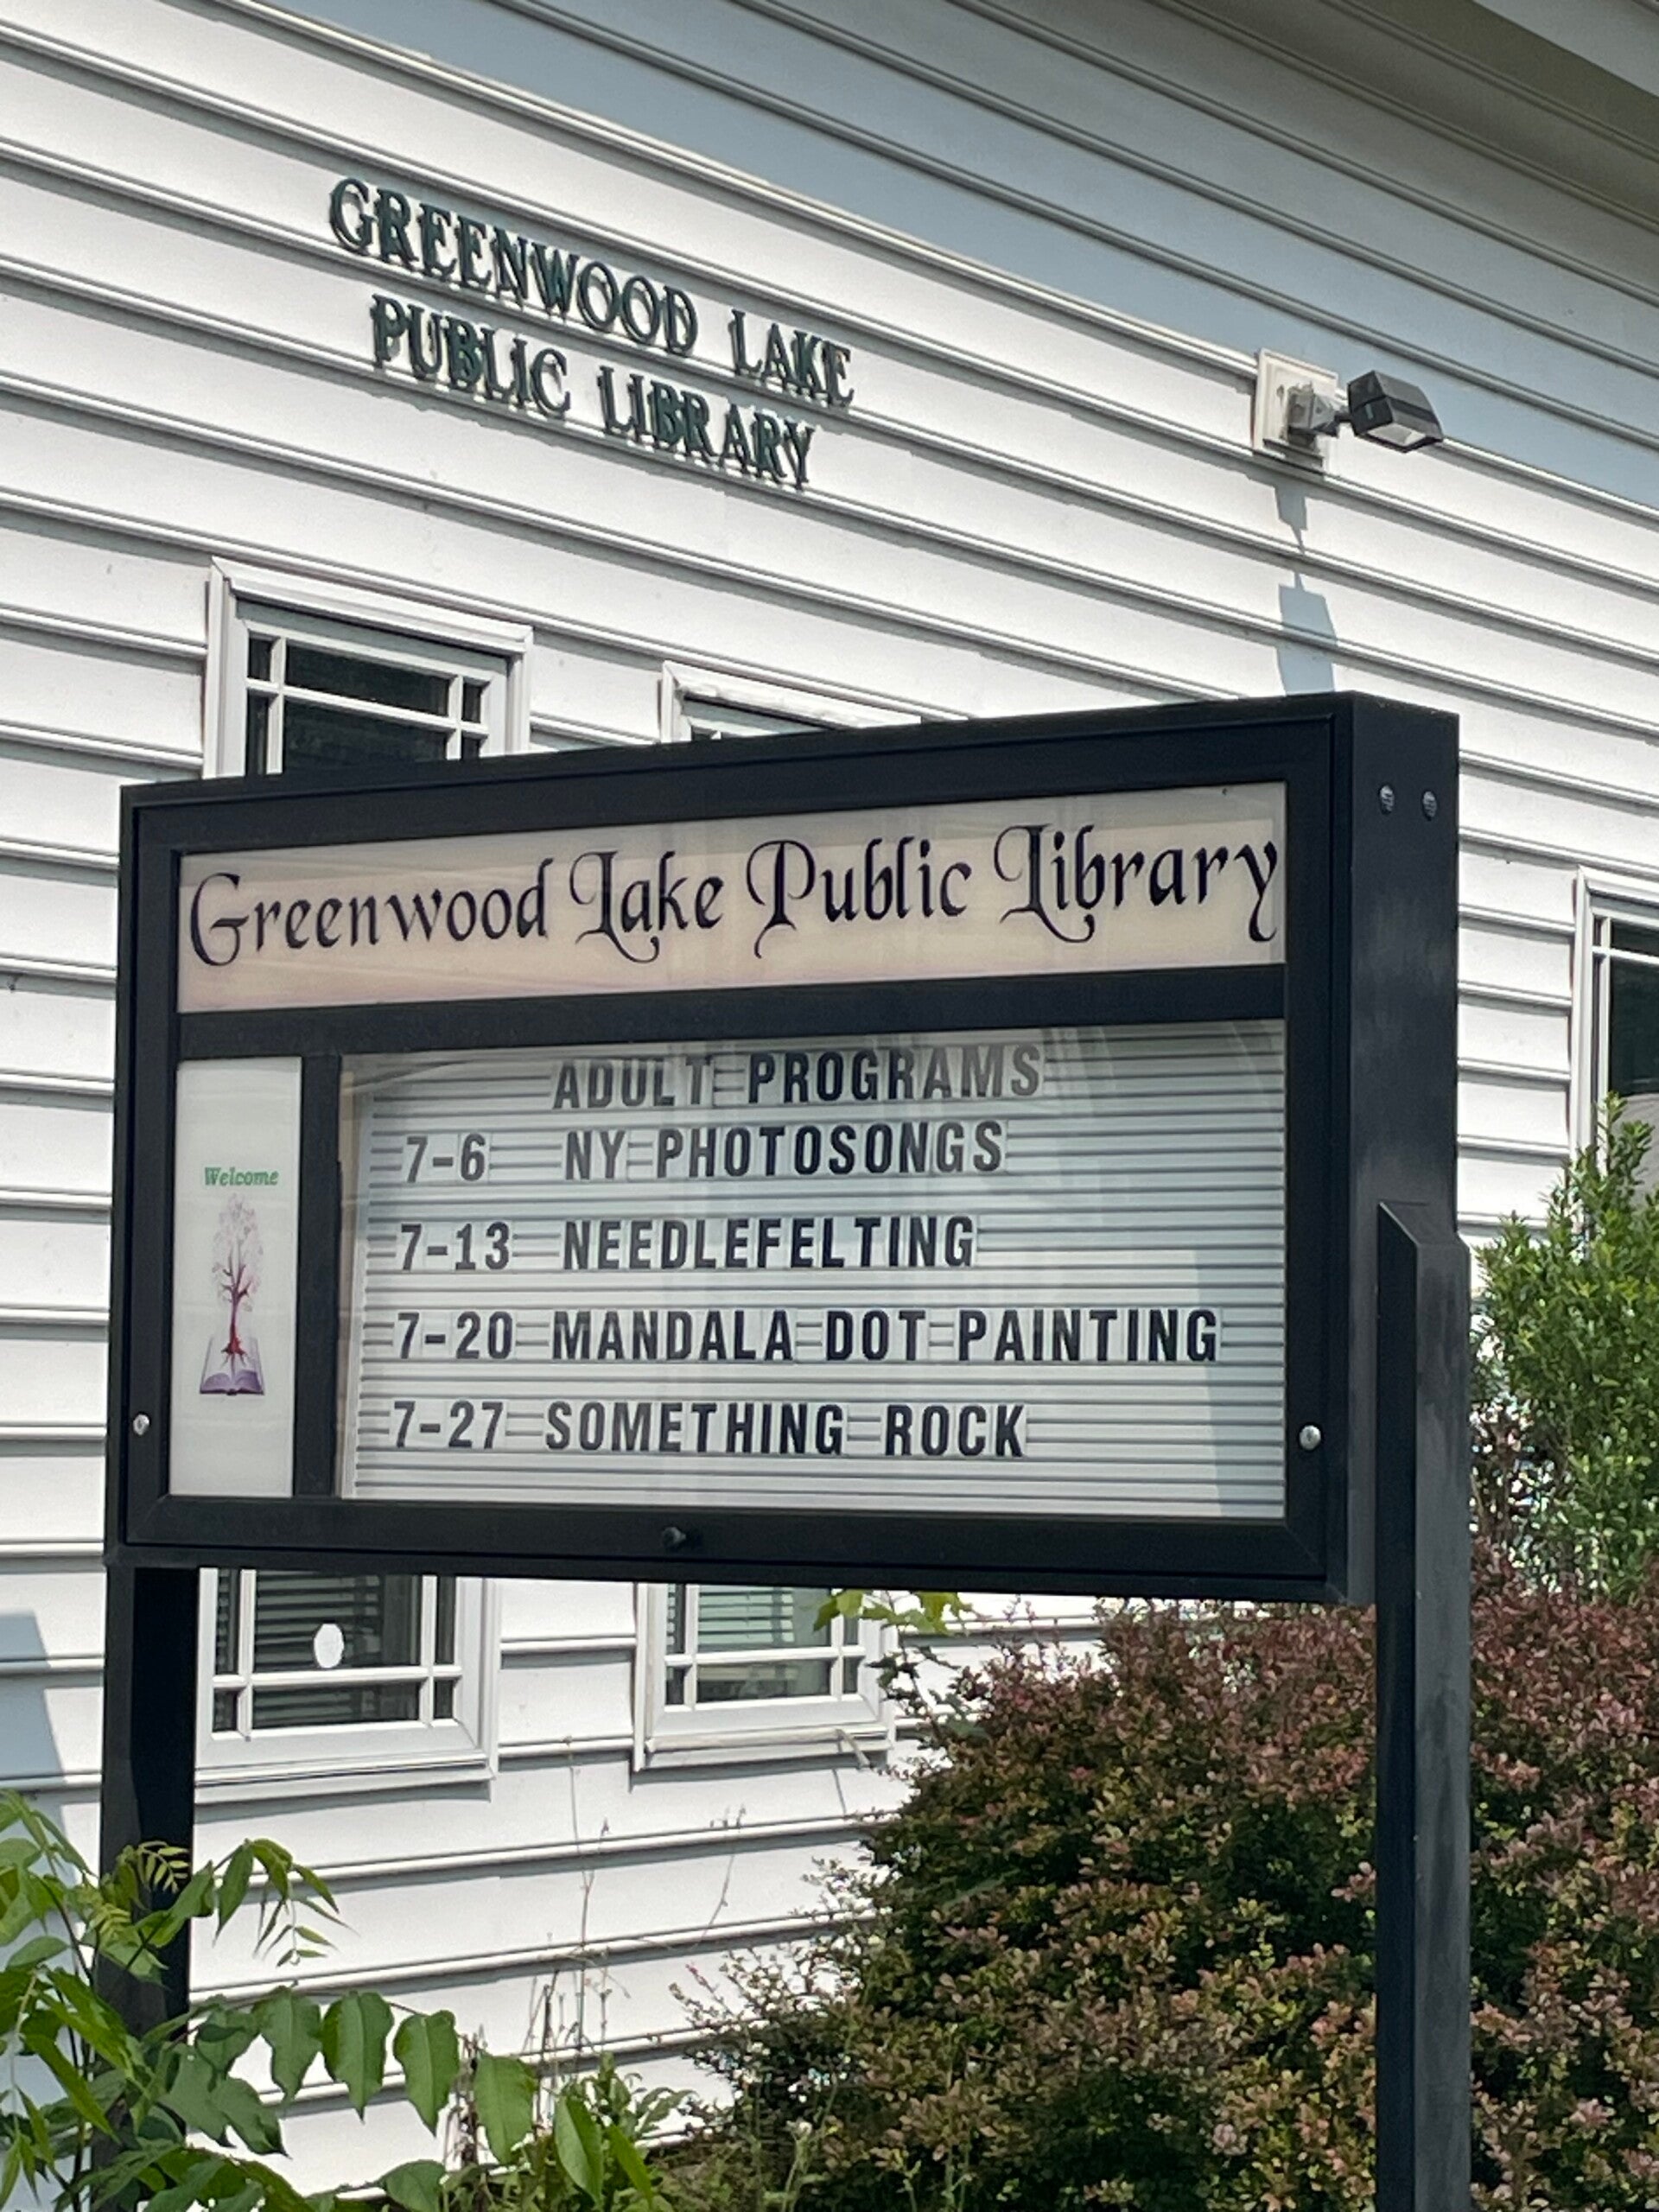 GREENWOOD LAKE
PUBLIC LIBRARY
Greenwood Lake Public Library
Welcome
ADULT PROGRAMS
7-6 NY PHOTOSONGS
7-13 NEEDLEFELTING
7-20 MANDALA DOT PAINTING
7-27 SOMETHING ROCK